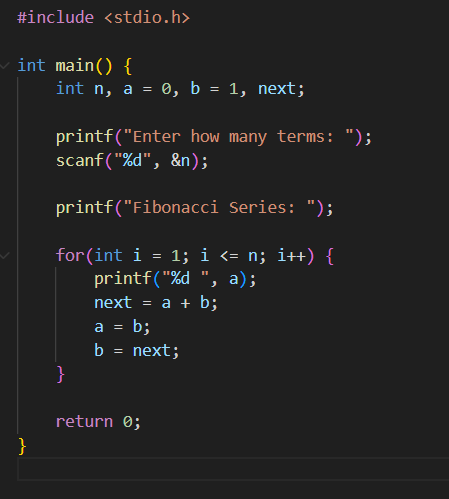 #include <stdio.h>
int main() {
    int n, a = 0, b = 1, next;
    printf("Enter how many terms: ");
    scanf("%d", &n);
    printf("Fibonacci Series: ");
    for(int i = 1; i <= n; i++) {
        printf("%d ", a);
        next = a + b;
        a = b;
        b = next;
    }
    return 0;
}